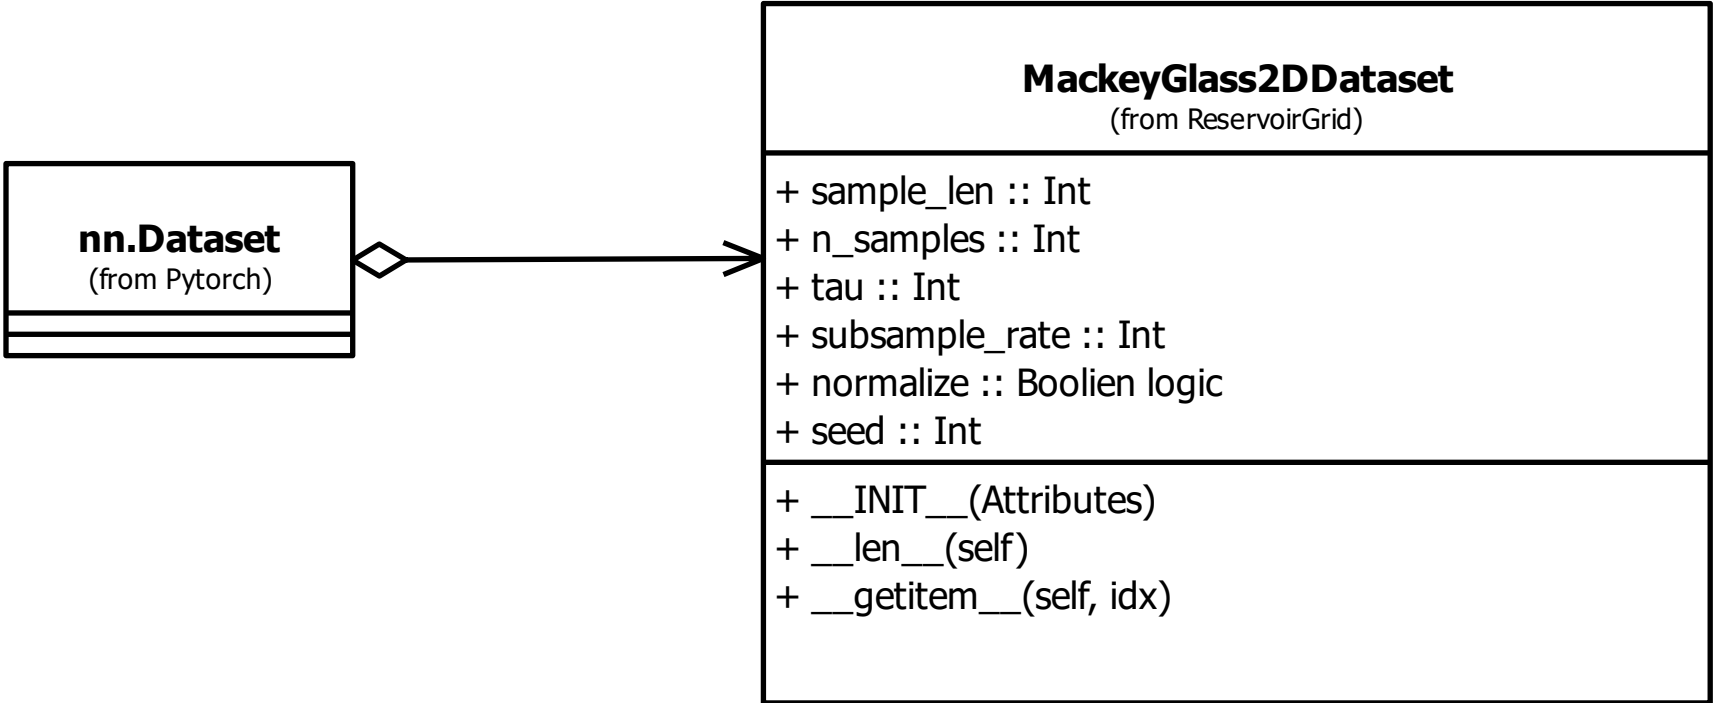 nn.Dataset
(from Pytorch)
MackeyGlass2DDataset
(from ReservoirGrid)
+ sample_len :: Int
+ n_samples :: Int
+ tau :: Int
+ subsample_rate :: Int
+ normalize :: Boolien logic
+ seed :: Int
+ __INIT__(Attributes)
+ __len__(self)
+ __getitem__(self, idx)